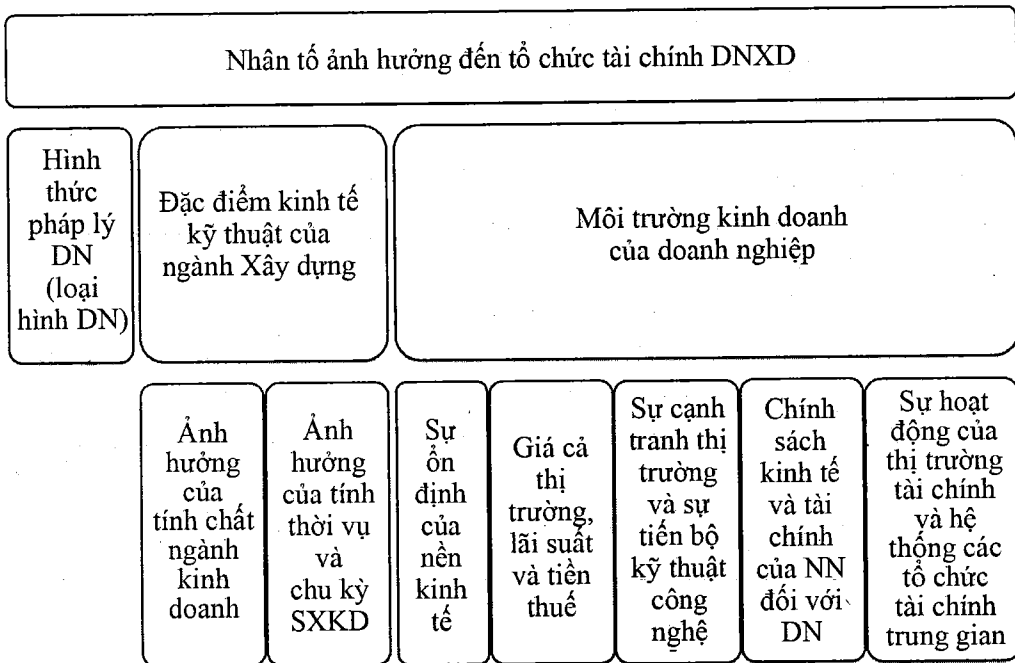 Nhân tố ảnh hưởng đến tổ chức tài chính DNXD
Hình
thức
pháp lý
DN
(loại
hình DN)
Đặc điểm kinh tế
kỹ thuật của
ngành Xây dựng
Môi trường kinh doanh
của doanh nghiệp
Ảnh
hưởng
của
tính chất
ngành
kinh
doanh
Ảnh
hưởng
của tính
thời vụ
và
chu kỳ
SXKD
Sự
ổn
định
của
nền
kinh
tế
Giá cả
thị
trường,
lãi suất
và tiền
thuế
Sự cạnh
tranh thị
trường
và sự
tiến bộ
kỹ thuật
công
nghệ
Chính
sách
kinh tế
và tài
chính
của NN
đối với
DN
Sự hoạt
động của
thị trường
tài chính
và hệ
thống các
tổ chức
tài chính
trung gian